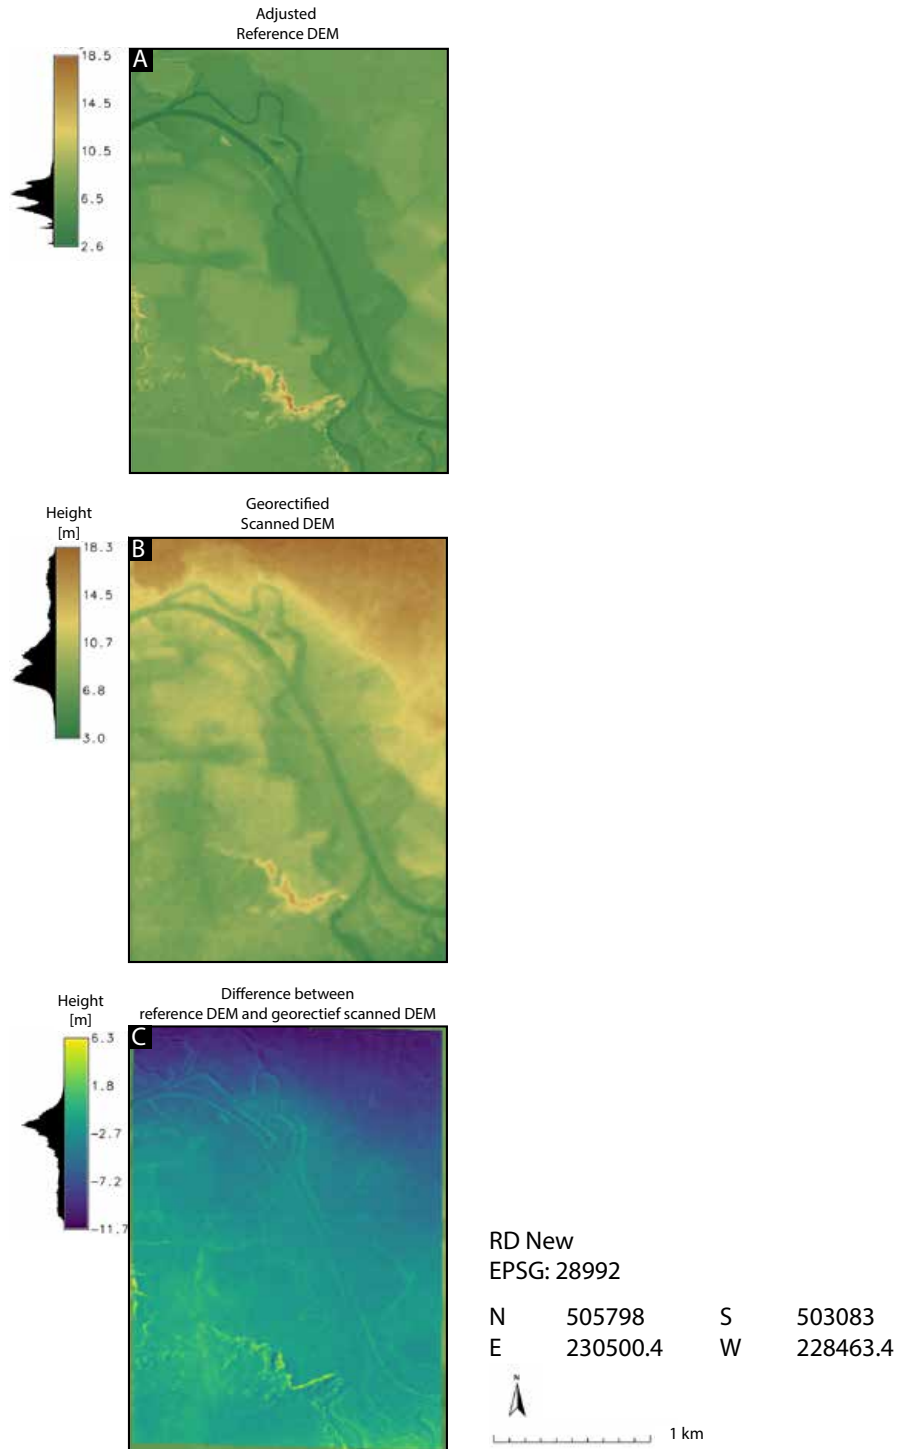 Adjusted
Reference DEM
A
18.5
14.5
10.5
6.5
2.6
Georectified
Scanned DEM
Height
[m]
B
18.3
14.5
10.7
6.8
3.0
Difference between
reference DEM and georectief scanned DEM
Height
[m]
C
6.3
1.8
-2.7
-7.2
-11.7
RD New
EPSG: 28992
N 505798 S 503083
E 230500.4 W 228463.4
N
1 km